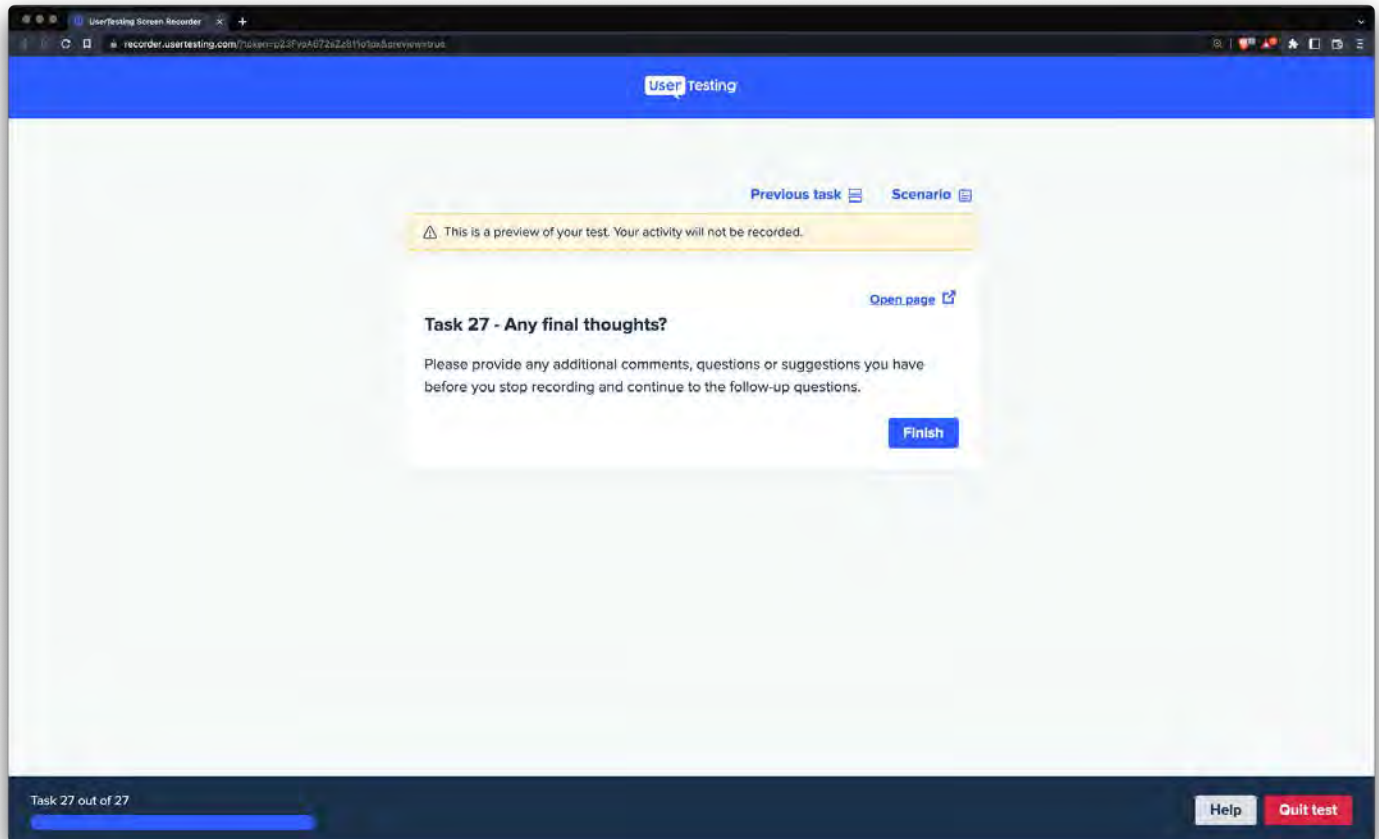 UserTesting Screen Recorder
recorder.usertesting.com/
User Testing
Previous task
Scenario
This is a preview of your test. Your activity will not be recorded.
Open page
Task 27 - Any final thoughts?
Please provide any additional comments, questions or suggestions you have
before you stop recording and continue to the follow-up questions.
Finish
Task 27 out of 27
Help
Quit test